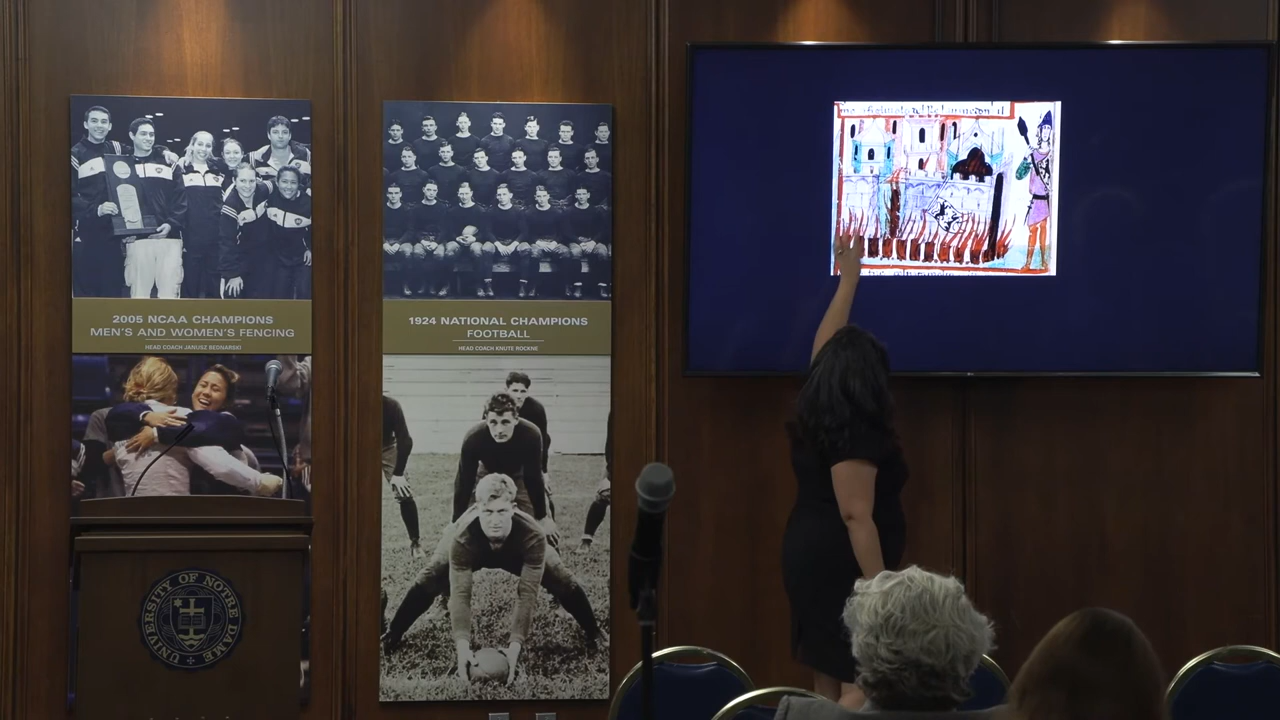 2005 NCAA CHAMPIONS
MEN'S AND WOMEN'S FENCING
HEAD COACH JANUSZ BEDNARSKI
1924 NATIONAL CHAMPIONS
FOOTBALL
HEAD COACH KNUTE ROCKNE
UNIVERSITY OF NOTRE DAME